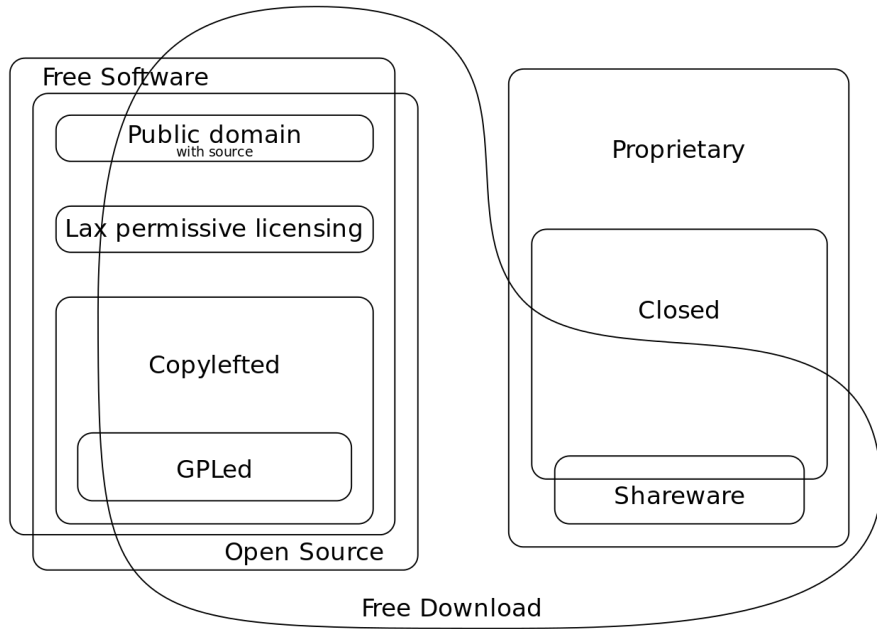 Free Software
Public domain
with source
Lax permissive licensing
Copylefted
GPLed
Open Source
Proprietary
Closed
Shareware
Free Download